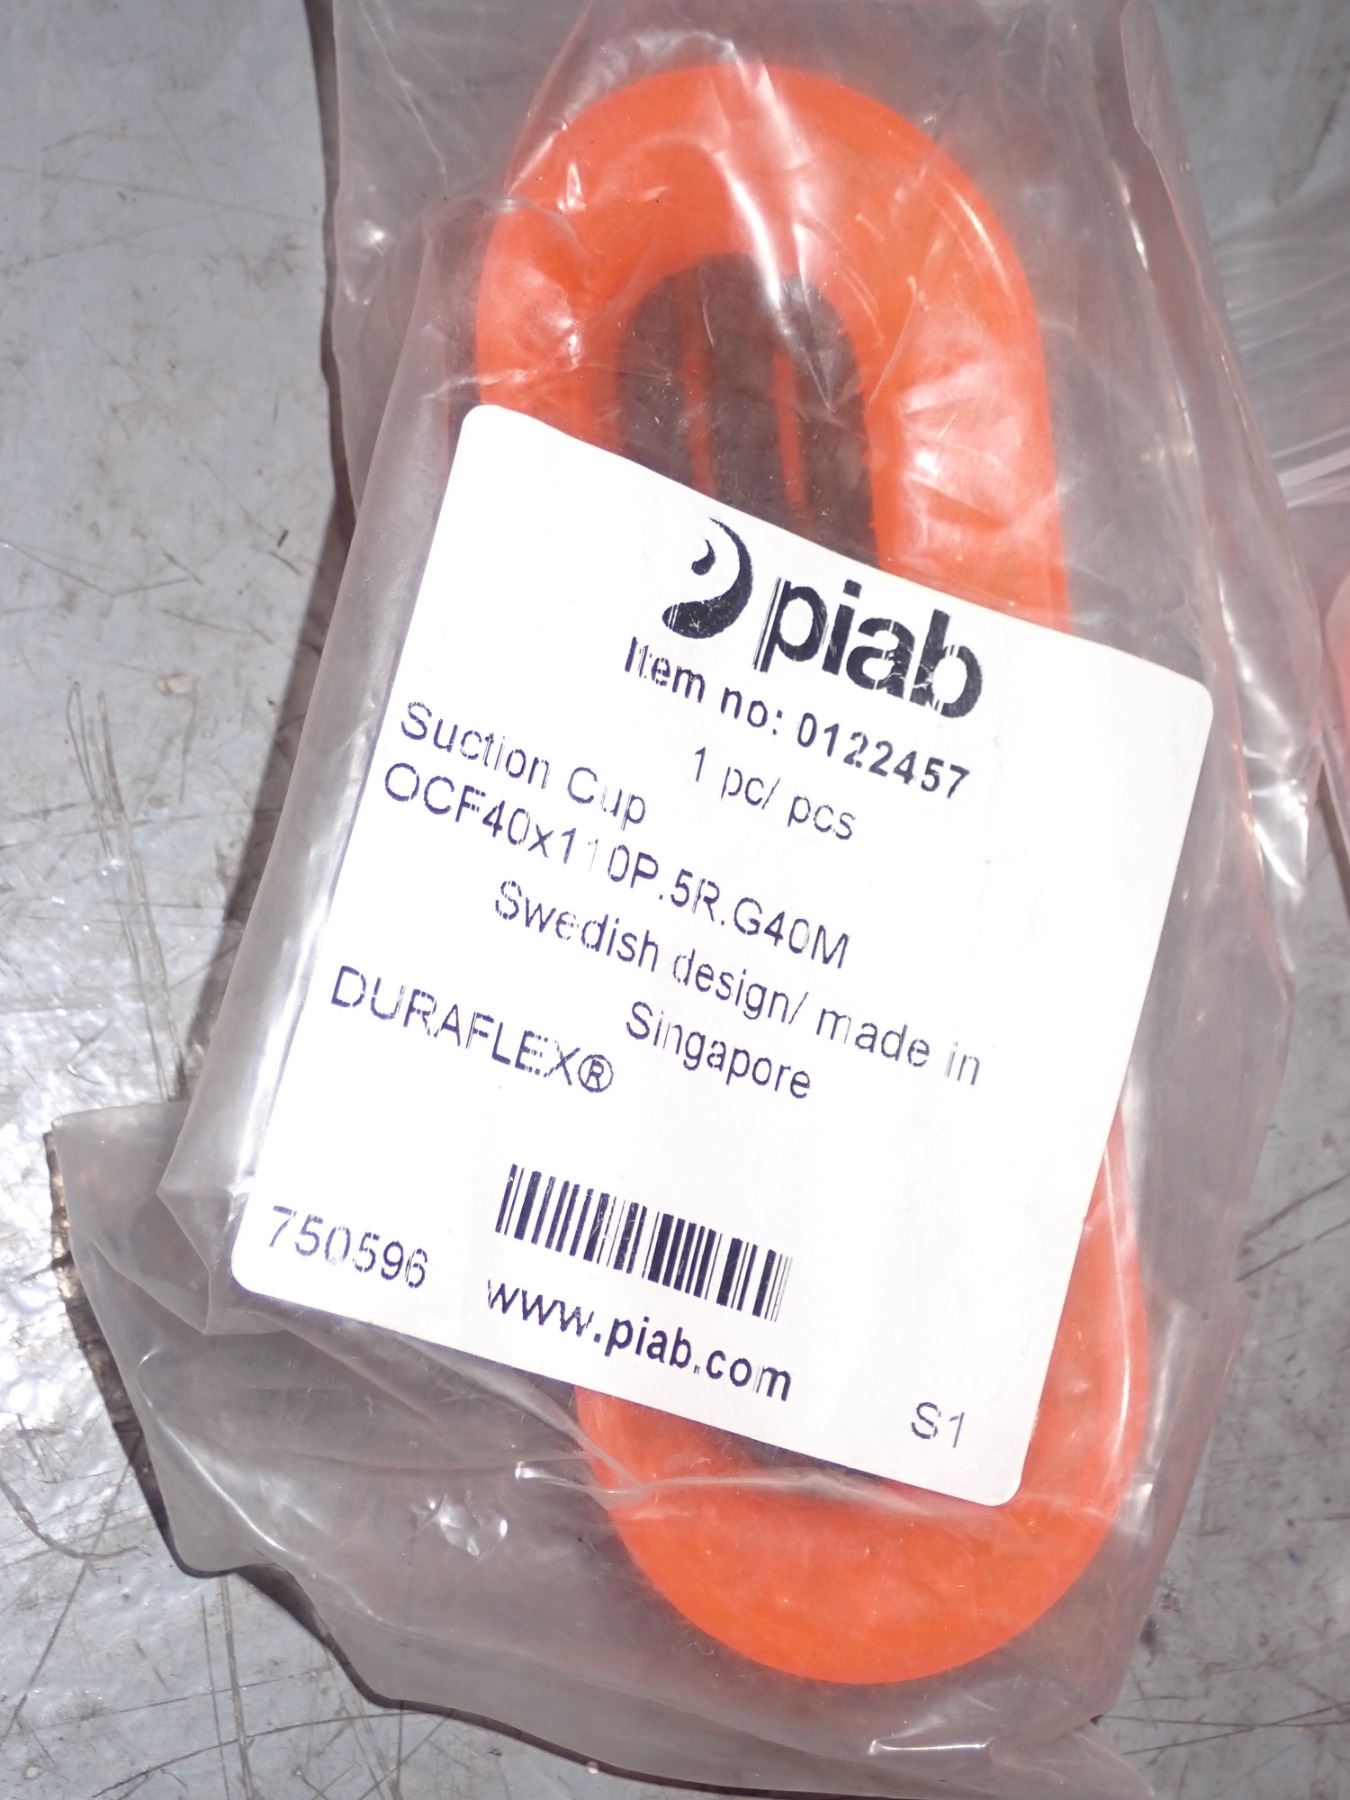 piab
Item no: 0122457
1 pc/ pcs
Suction Cup
OCF40x110P.5R.G40M
Swedish design/ made in
Singapore
DURAFLEX®
750596
www.piab.com
S1